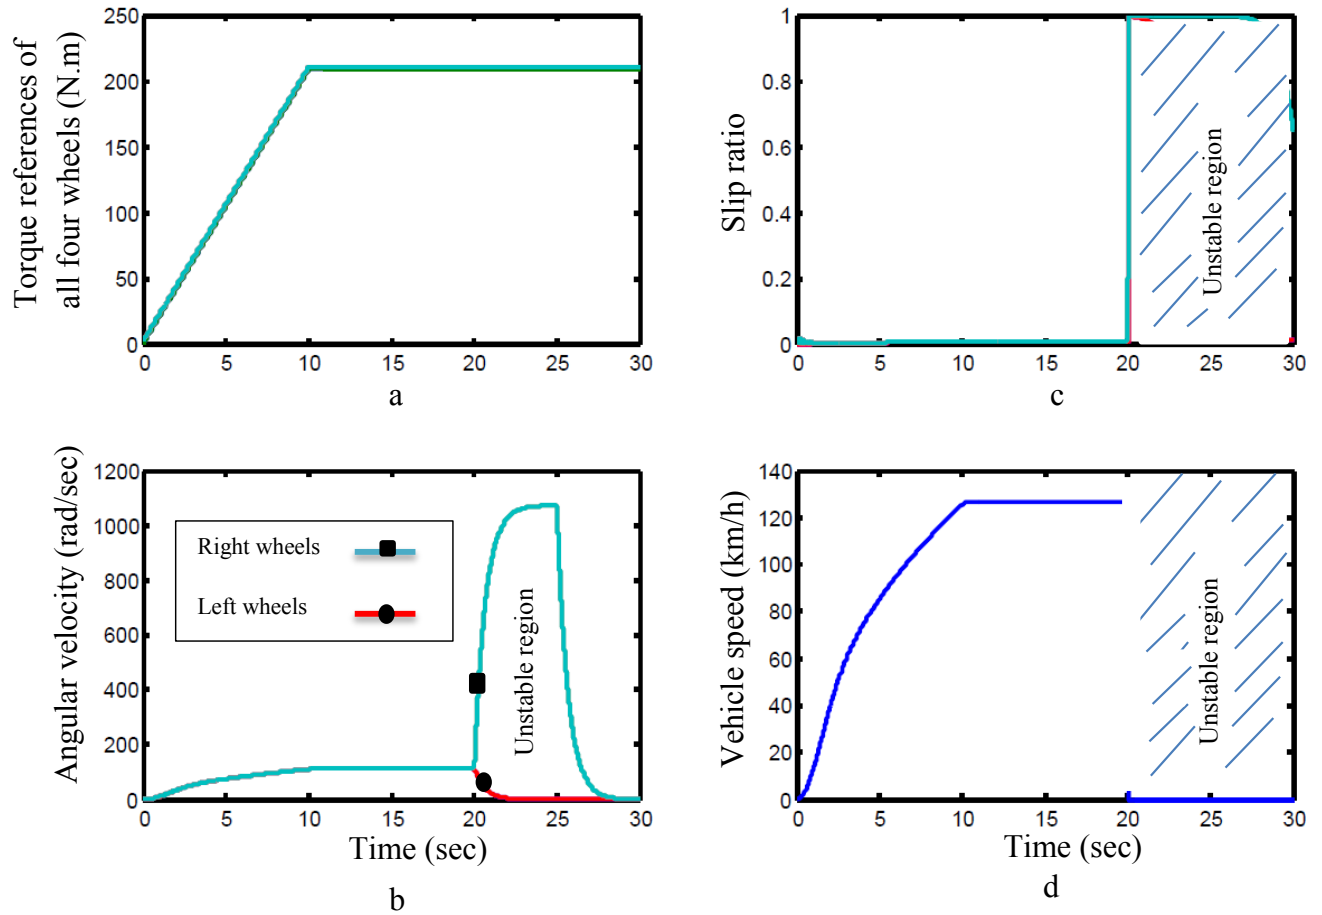 Torque references of
all four wheels (N.m)
250
200
150
100
50
0
0 5 10 15 20 25 30
a
Slip ratio
1
0.8
0.6
0.4
0.2
0
Unstable region
0 5 10 15 20 25 30
c
Angular velocity (rad/sec)
1200
1000
800
600
400
200
0
Right wheels
Left wheels
Unstable region
0 5 10 15 20 25 30
Time (sec)
b
Vehicle speed (km/h)
140
120
100
80
60
40
20
0
Unstable region
0 5 10 15 20 25 30
Time (sec)
d